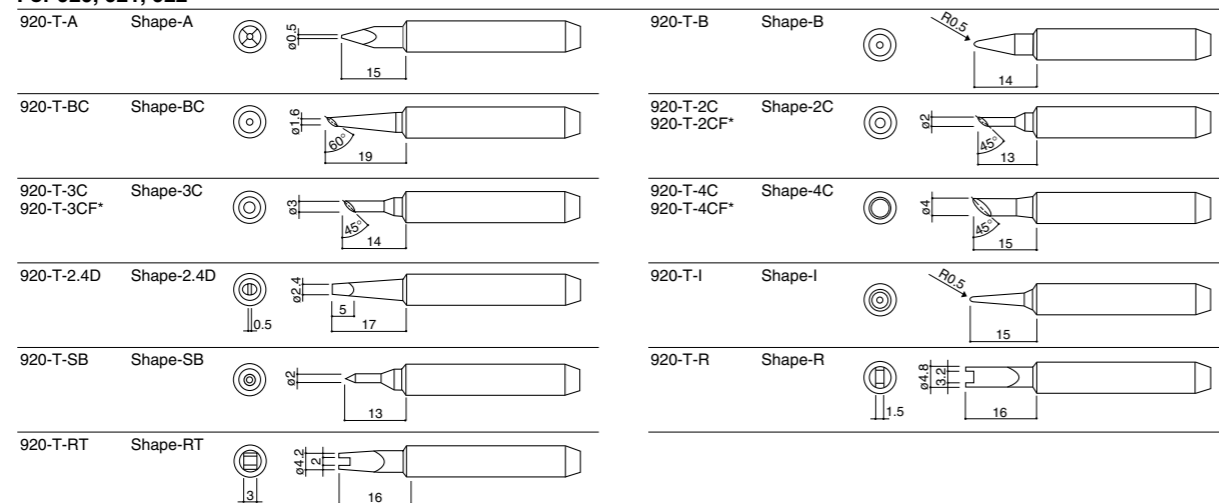 920-T-A Shape-A
ø0.5
15
920-T-B Shape-B
R0.5
14
920-T-BC Shape-BC
ø1.6
60°
19
920-T-2C Shape-2C
920-T-2CF*
ø2
45°
13
920-T-3C Shape-3C
920-T-3CF*
ø3
45°
14
920-T-4C Shape-4C
920-T-4CF*
ø4
45°
15
920-T-2.4D Shape-2.4D
ø2.4
5
0.5
17
920-T-I Shape-I
R0.5
15
920-T-SB Shape-SB
ø2
13
920-T-R Shape-R
ø4.8
3.2
1.5
16
920-T-RT Shape-RT
ø4.2
2
3
16